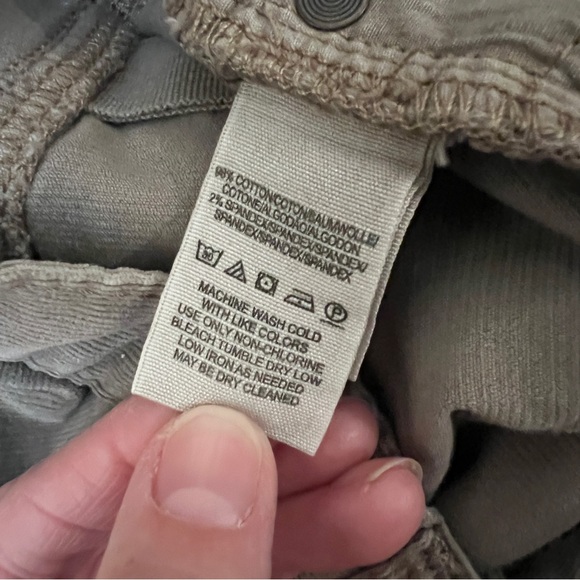 98% COTTON/COTON/BAUMWOLLE/
COTONE/ALGODÃO/ALGODON
2% SPANDEX/SPANDEX/SPANDEX/
SPANDEX/SPANDEX/SPANDEX
30 P
MACHINE WASH COLD
WITH LIKE COLORS
USE ONLY NON-CHLORINE
BLEACH TUMBLE DRY LOW
LOW IRON AS NEEDED
MAY BE DRY CLEANED